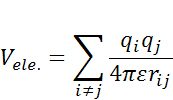 V_{ele.} = \sum_{i \neq j} \frac{q_i q_j}{4\pi\varepsilon r_{ij}}